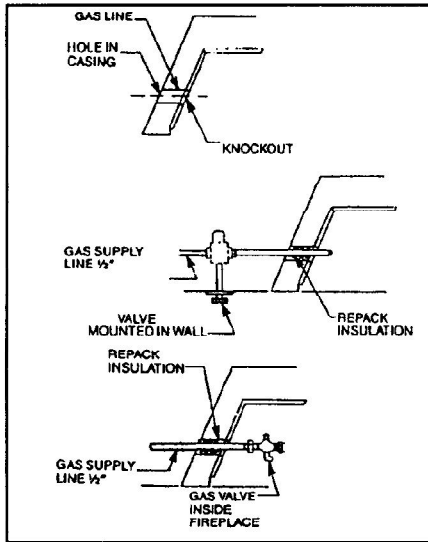 GAS LINE
HOLE IN
CASING
KNOCKOUT
GAS SUPPLY
LINE ½"
VALVE
MOUNTED IN WALL
REPACK
INSULATION
REPACK
INSULATION
GAS SUPPLY
LINE ½"
GAS VALVE
INSIDE
FIREPLACE